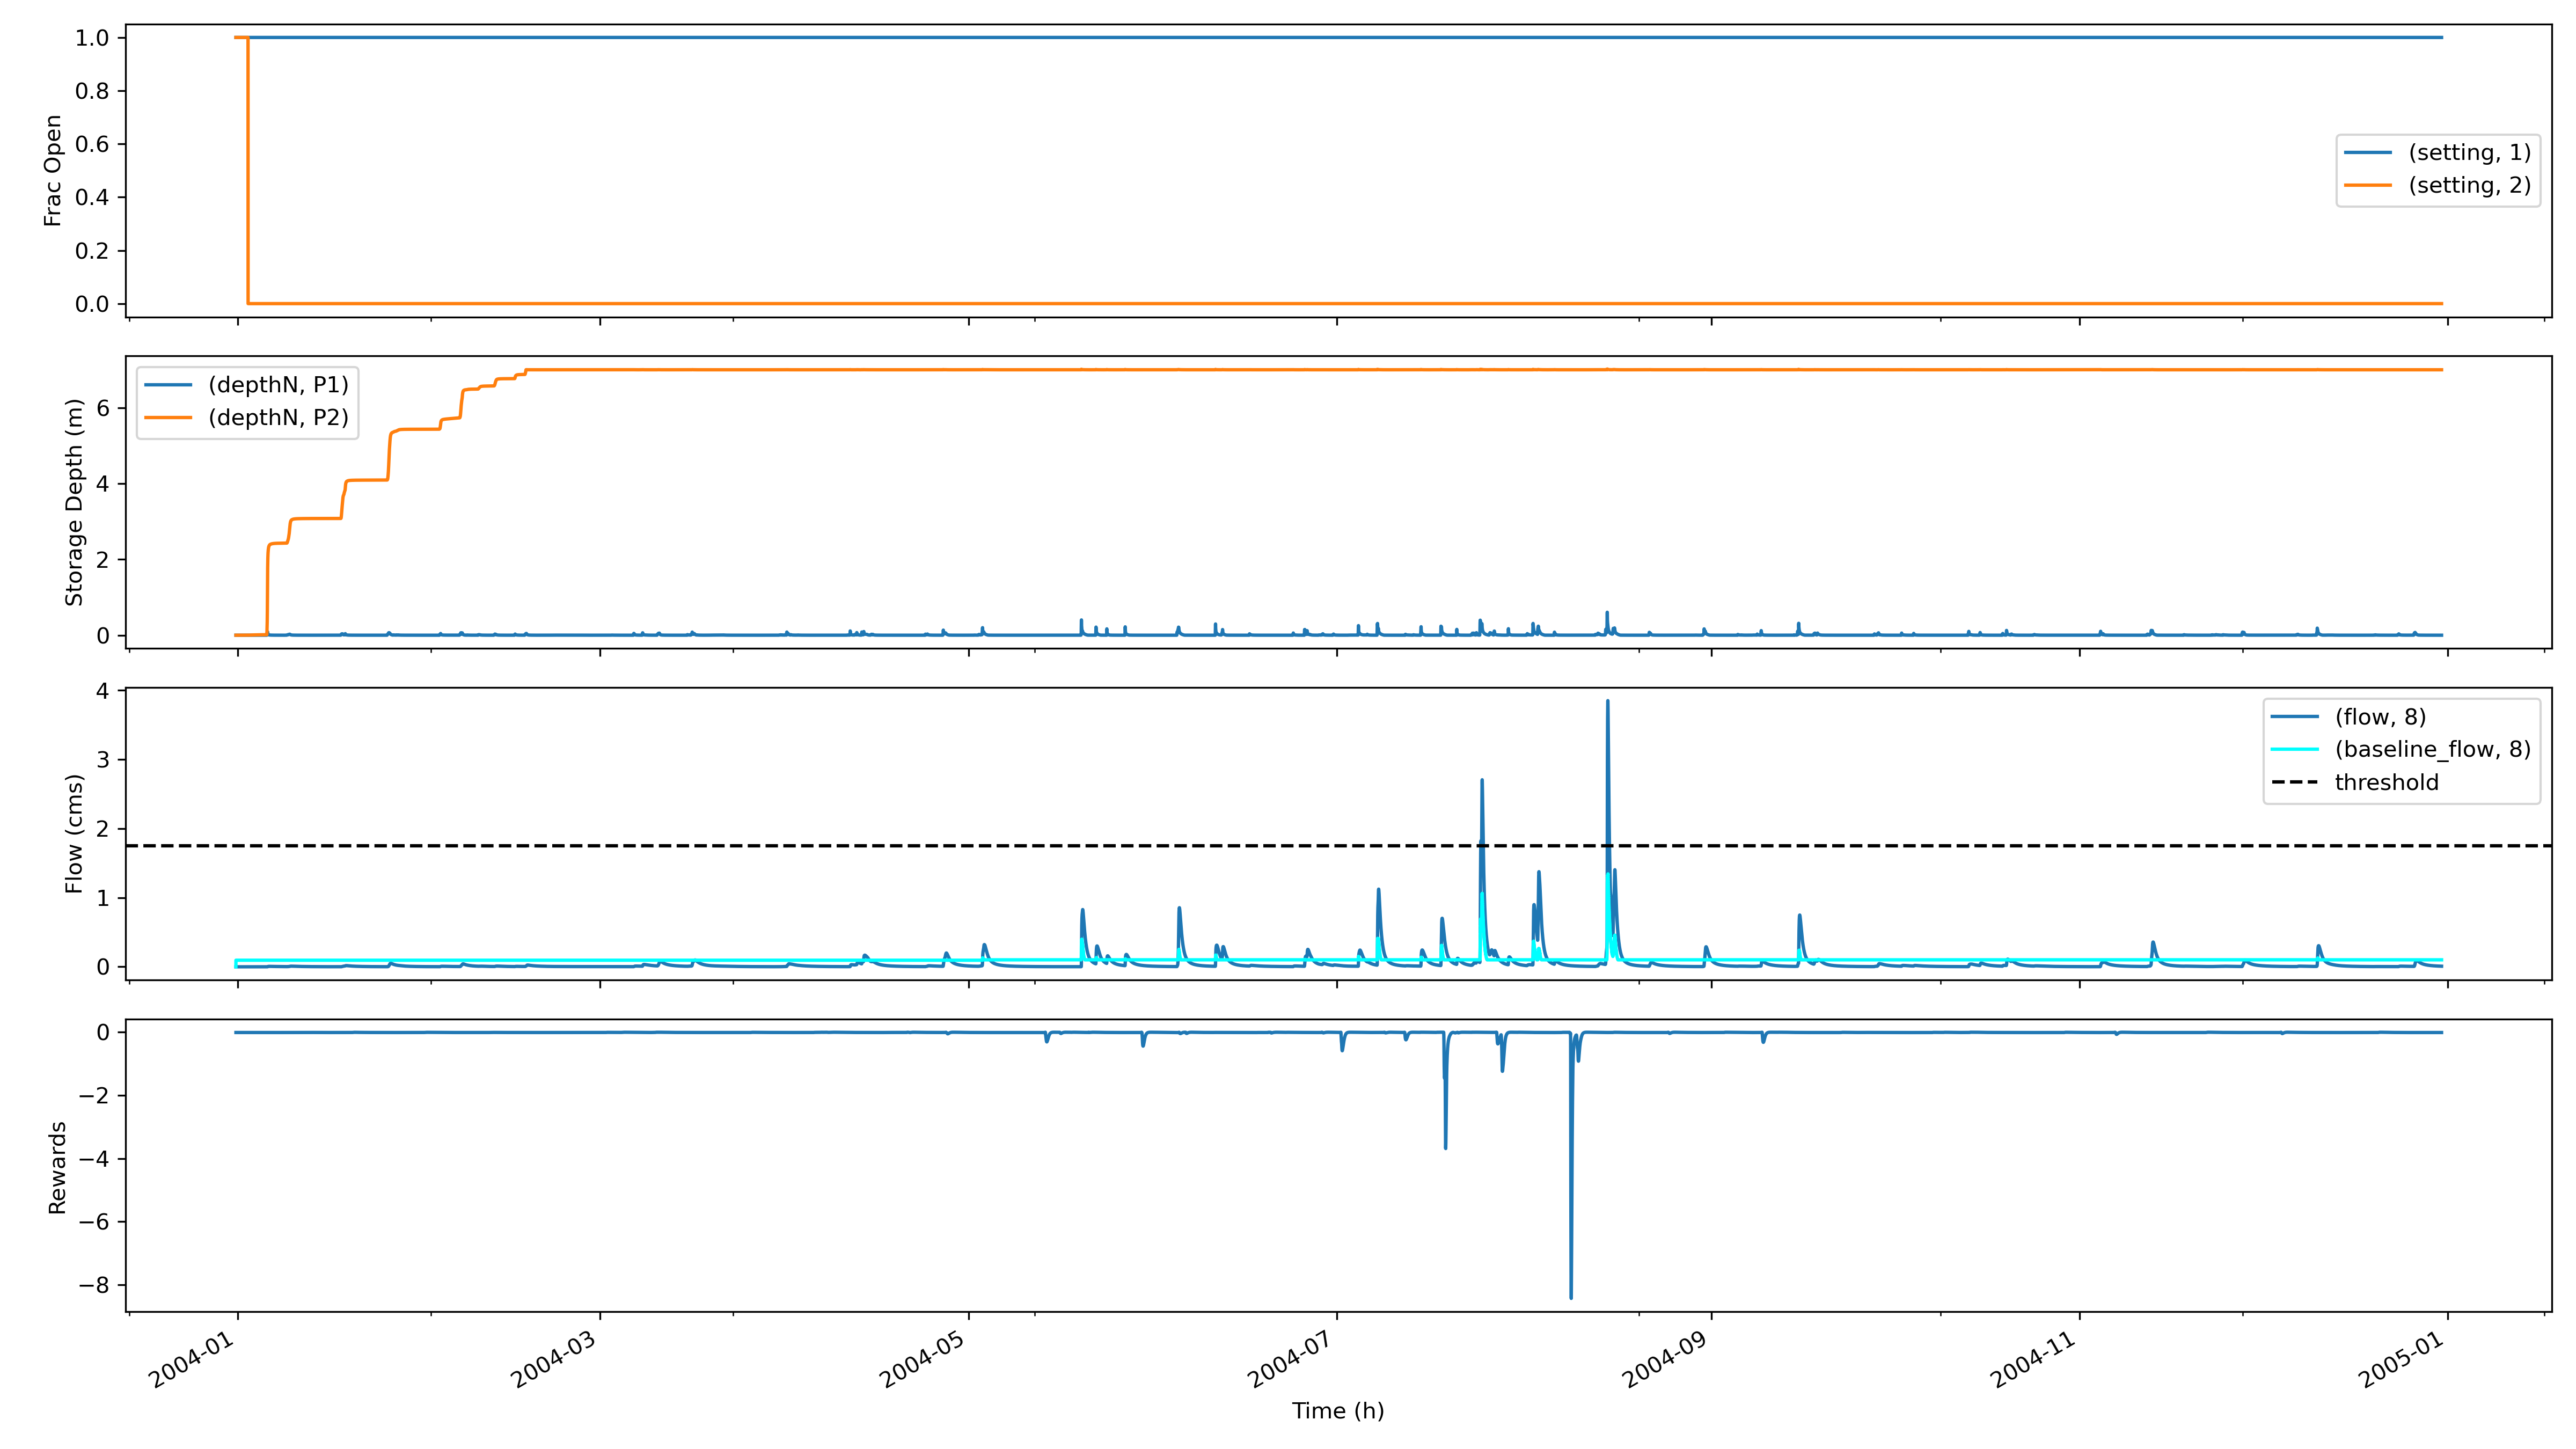 Frac Open
1.0
0.8
0.6
0.4
0.2
0.0
(setting, 1)
(setting, 2)
Storage Depth (m)
6
4
2
0
(depthN, P1)
(depthN, P2)
Flow (cms)
4
3
2
1
0
(flow, 8)
(baseline_flow, 8)
threshold
Rewards
0
−2
−4
−6
−8
2004-01
2004-03
2004-05
2004-07
2004-09
2004-11
2005-01
Time (h)